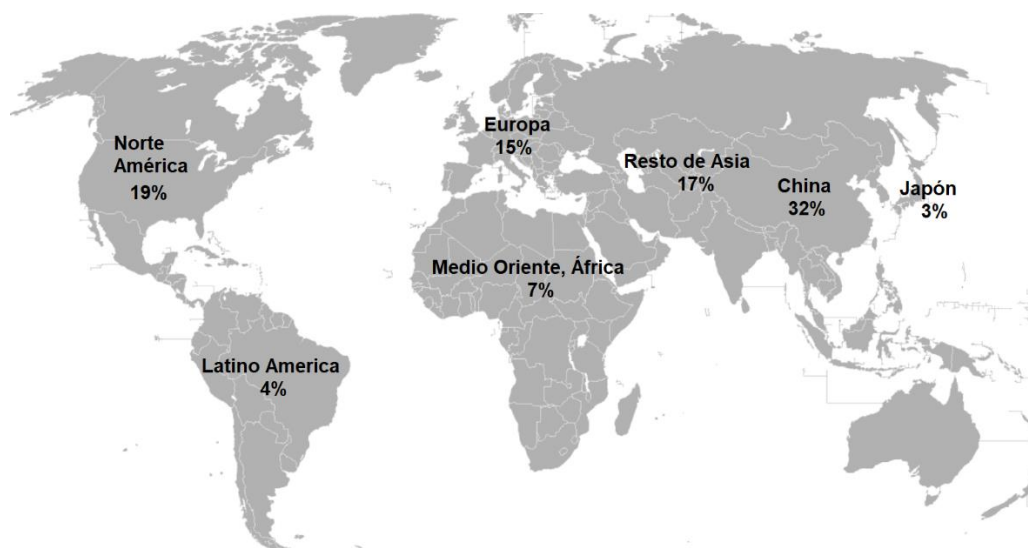 Norte
América
19%
Europa
15%
Resto de Asia
17%
China
32%
Japón
3%
Medio Oriente, África
7%
Latino America
4%